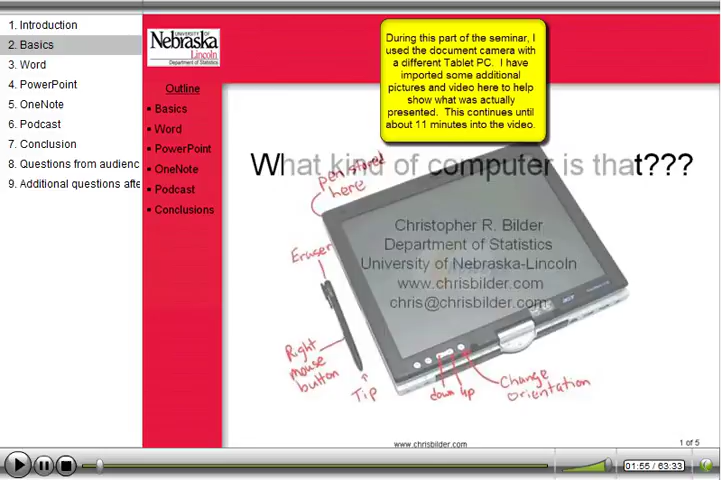 1. Introduction
2. Basics
3. Word
4. PowerPoint
5. OneNote
6. Podcast
7. Conclusion
8. Questions from audienc
9. Additional questions afte
UNIVERSITY OF
Nebraska
Lincoln
Department of Statistics
Outline
Basics
Word
PowerPoint
OneNote
Podcast
Conclusions
During this part of the seminar, I
used the document camera with
a different Tablet PC. I have
imported some additional
pictures and video here to help
show what was actually
presented. This continues until
about 11 minutes into the video.
What kind of computer is that???
pen stored
here
Christopher R. Bilder
Department of Statistics
University of Nebraska-Lincoln
www.chrisbilder.com
chris@chrisbilder.com
Eraser
acer
Right
mouse
button
Tip
down up
Change
orientation
www.chrisbilder.com
1 of 5
01:55 / 63:33